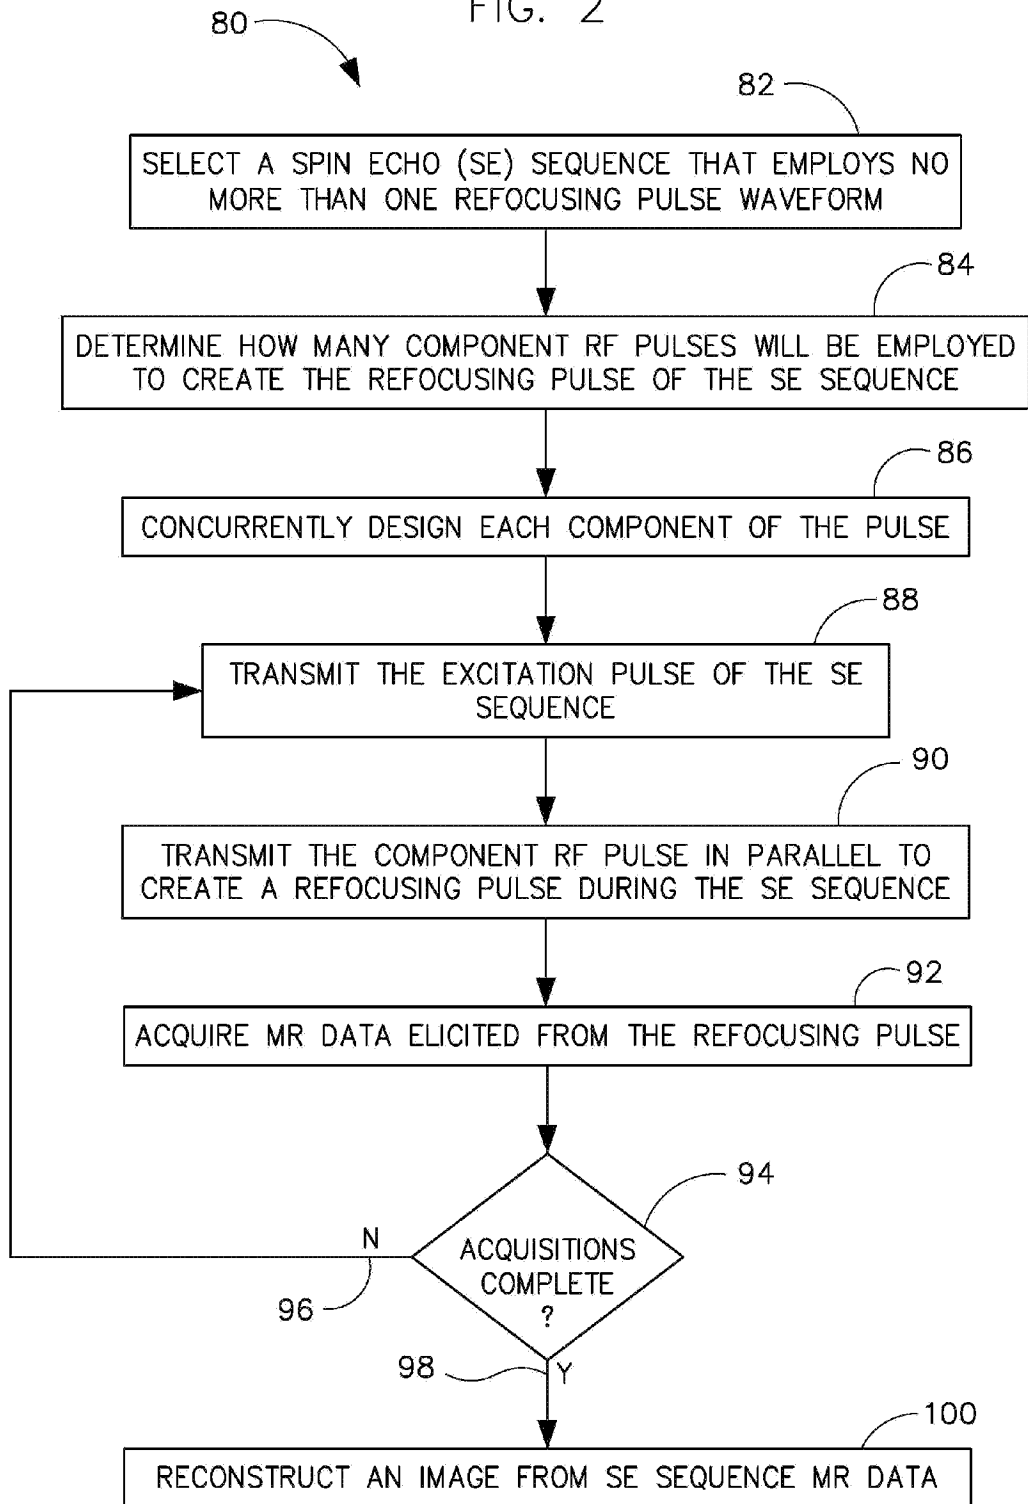 FIG. 2
80
82
SELECT A SPIN ECHO (SE) SEQUENCE THAT EMPLOYS NO
MORE THAN ONE REFOCUSING PULSE WAVEFORM
84
DETERMINE HOW MANY COMPONENT RF PULSES WILL BE EMPLOYED
TO CREATE THE REFOCUSING PULSE OF THE SE SEQUENCE
86
CONCURRENTLY DESIGN EACH COMPONENT OF THE PULSE
88
TRANSMIT THE EXCITATION PULSE OF THE SE
SEQUENCE
90
TRANSMIT THE COMPONENT RF PULSE IN PARALLEL TO
CREATE A REFOCUSING PULSE DURING THE SE SEQUENCE
92
ACQUIRE MR DATA ELICITED FROM THE REFOCUSING PULSE
94
N
ACQUISITIONS
COMPLETE
?
96
98
Y
100
RECONSTRUCT AN IMAGE FROM SE SEQUENCE MR DATA